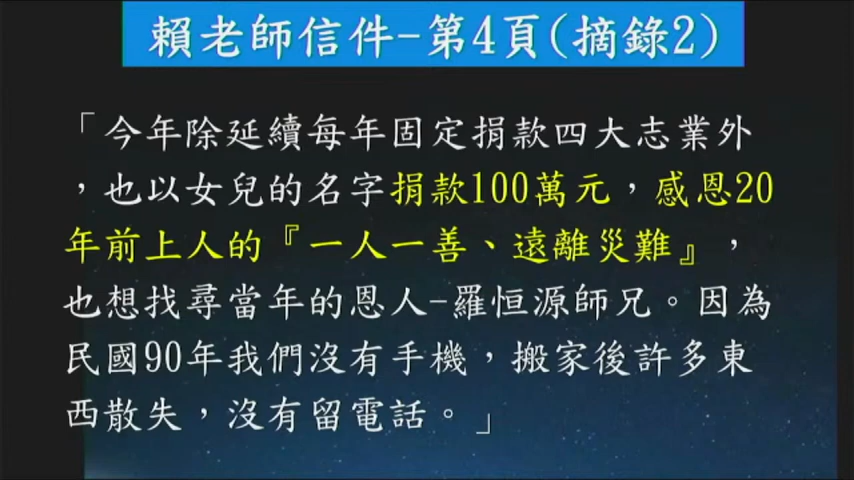 賴老師信件-第4頁(摘錄2)
「今年除延續每年固定捐款四大志業外
，也以女兒的名字捐款100萬元，感恩20
年前上人的『一人一善、遠離災難』，
也想找尋當年的恩人-羅恒源師兄。因為
民國90年我們沒有手機，搬家後許多東
西散失，沒有留電話。」